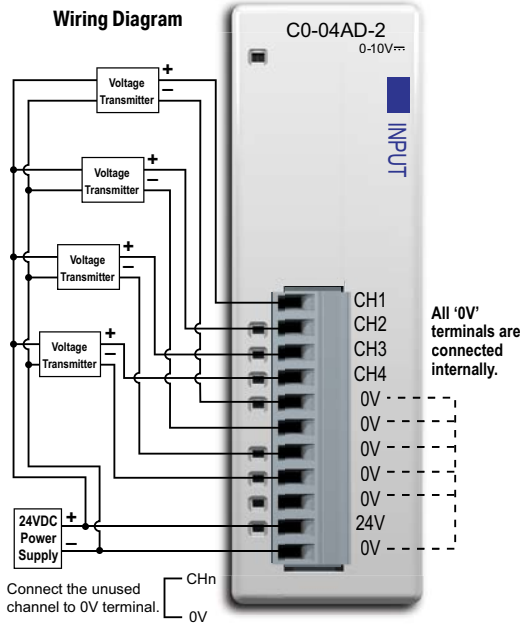 Wiring Diagram
C0-04AD-2
0-10V⎓
INPUT
+
Voltage
Transmitter
–
+
Voltage
Transmitter
–
+
Voltage
Transmitter
–
+
Voltage
Transmitter
–
CH1
CH2
CH3
CH4
0V
0V
0V
0V
0V
24V
0V
All ‘0V’
terminals are
connected
internally.
24VDC
Power
Supply
+
–
Connect the unused
channel to 0V terminal.
CHn
0V